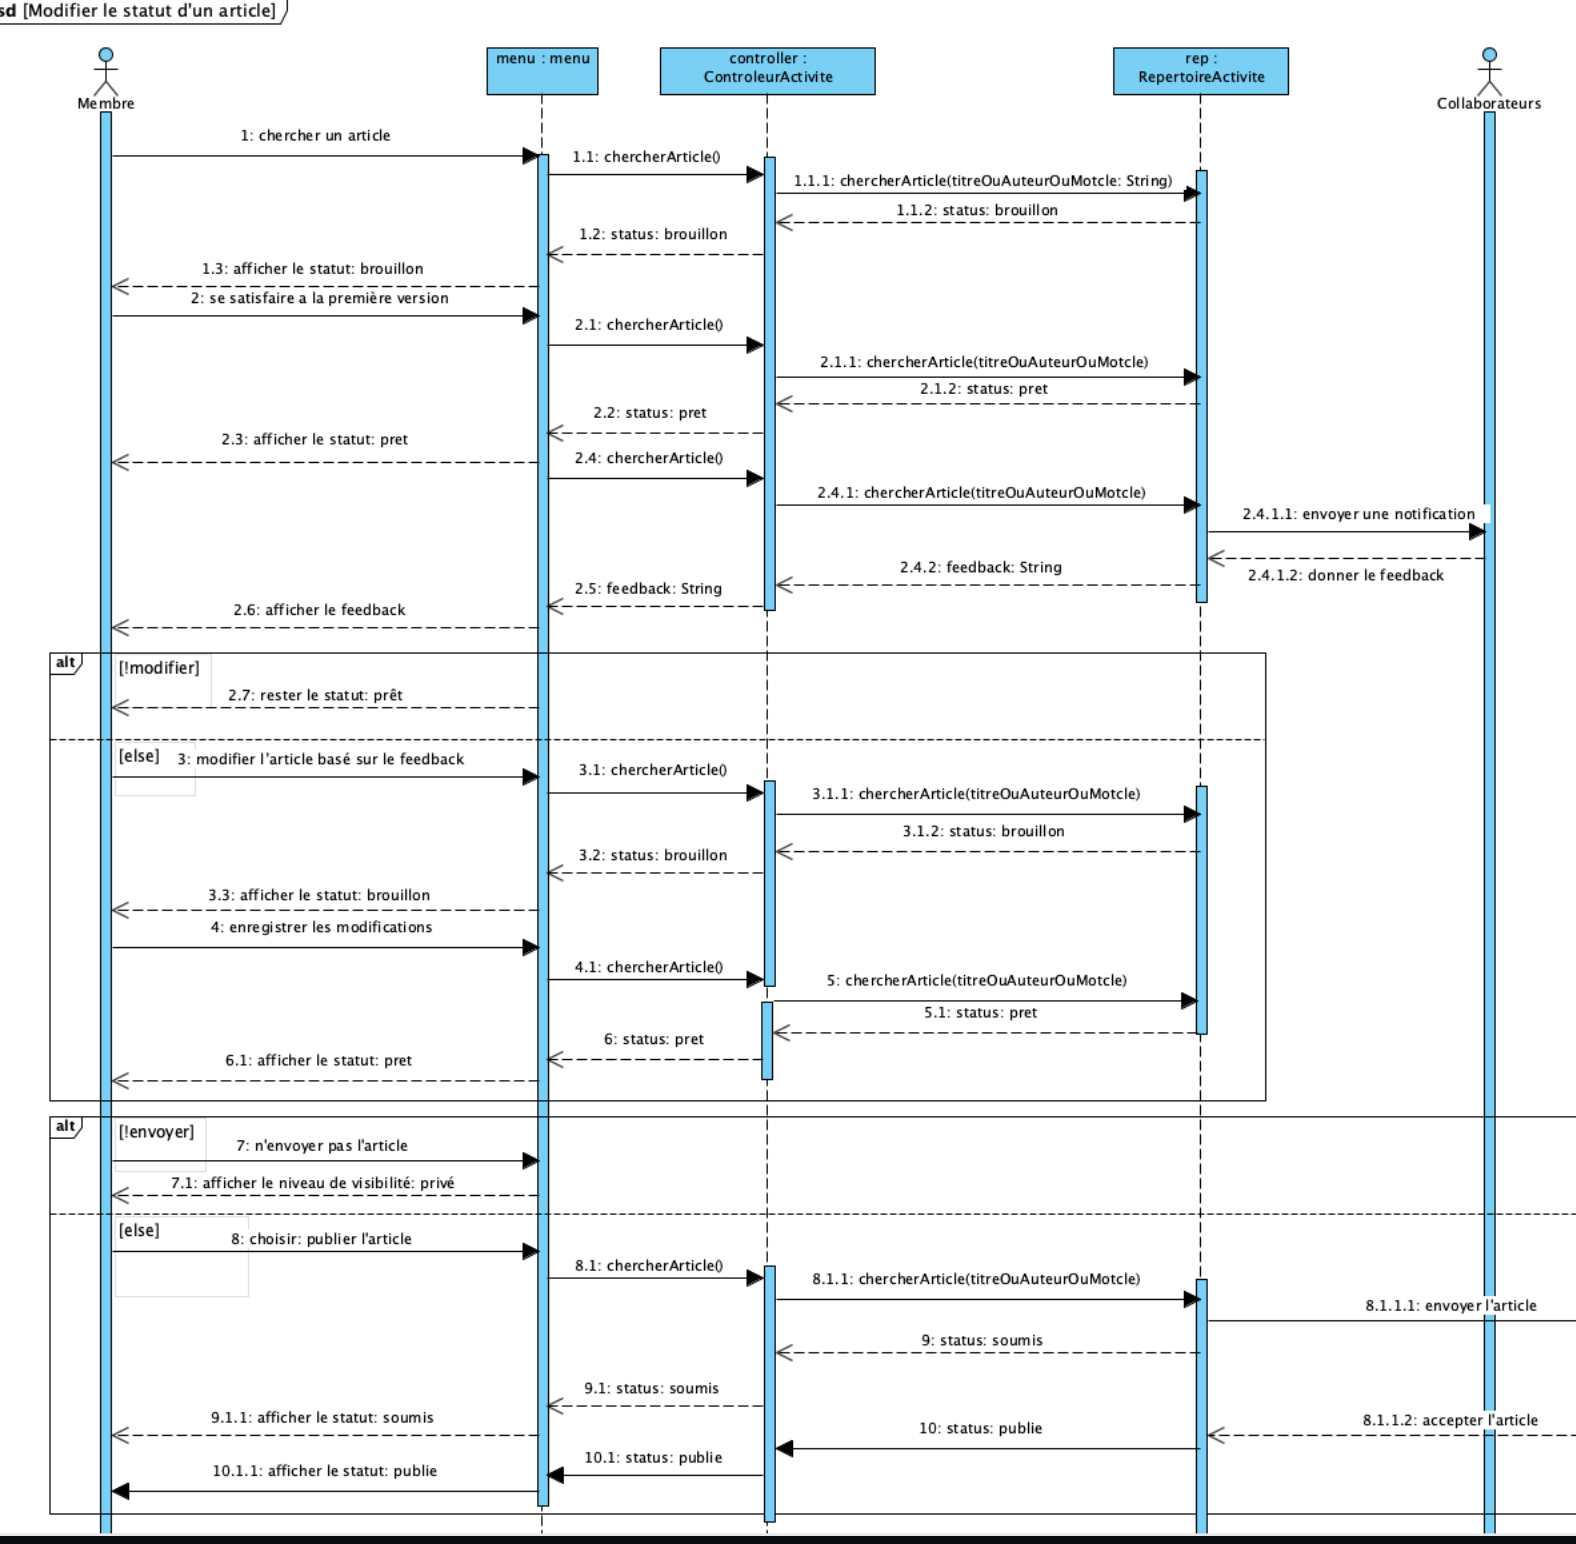 sd [Modifier le statut d'un article]
menu : menu
controller :
ControleurActivite
rep :
RepertoireActivite
Membre
Collaborateurs
1: chercher un article
1.1: chercherArticle()
1.1.1: chercherArticle(titreOuAuteurOuMotcle: String)
1.1.2: status: brouillon
1.2: status: brouillon
1.3: afficher le statut: brouillon
2: se satisfaire a la première version
2.1: chercherArticle()
2.1.1: chercherArticle(titreOuAuteurOuMotcle)
2.1.2: status: pret
2.2: status: pret
2.3: afficher le statut: pret
2.4: chercherArticle()
2.4.1: chercherArticle(titreOuAuteurOuMotcle)
2.4.1.1: envoyer une notification
2.4.1.2: donner le feedback
2.4.2: feedback: String
2.5: feedback: String
2.6: afficher le feedback
alt
[!modifier]
2.7: rester le statut: prêt
[else]
3: modifier l'article basé sur le feedback
3.1: chercherArticle()
3.1.1: chercherArticle(titreOuAuteurOuMotcle)
3.1.2: status: brouillon
3.2: status: brouillon
3.3: afficher le statut: brouillon
4: enregistrer les modifications
4.1: chercherArticle()
5: chercherArticle(titreOuAuteurOuMotcle)
5.1: status: pret
6: status: pret
6.1: afficher le statut: pret
alt
[!envoyer]
7: n'envoyer pas l'article
7.1: afficher le niveau de visibilité: privé
[else]
8: choisir: publier l'article
8.1: chercherArticle()
8.1.1: chercherArticle(titreOuAuteurOuMotcle)
8.1.1.1: envoyer l'article
9: status: soumis
9.1: status: soumis
9.1.1: afficher le statut: soumis
8.1.1.2: accepter l'article
10: status: publie
10.1: status: publie
10.1.1: afficher le statut: publie